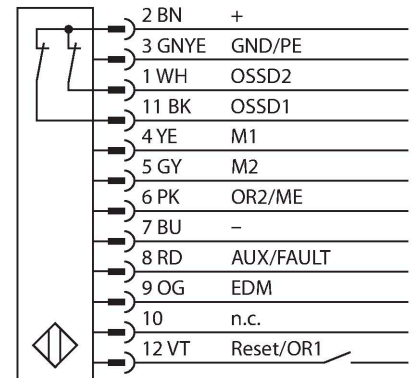 2 BN +
3 GNYE GND/PE
1 WH OSSD2
11 BK OSSD1
4 YE M1
5 GY M2
6 PK OR2/ME
7 BU –
8 RD AUX/FAULT
9 OG EDM
10 n.c.
12 VT Reset/OR1